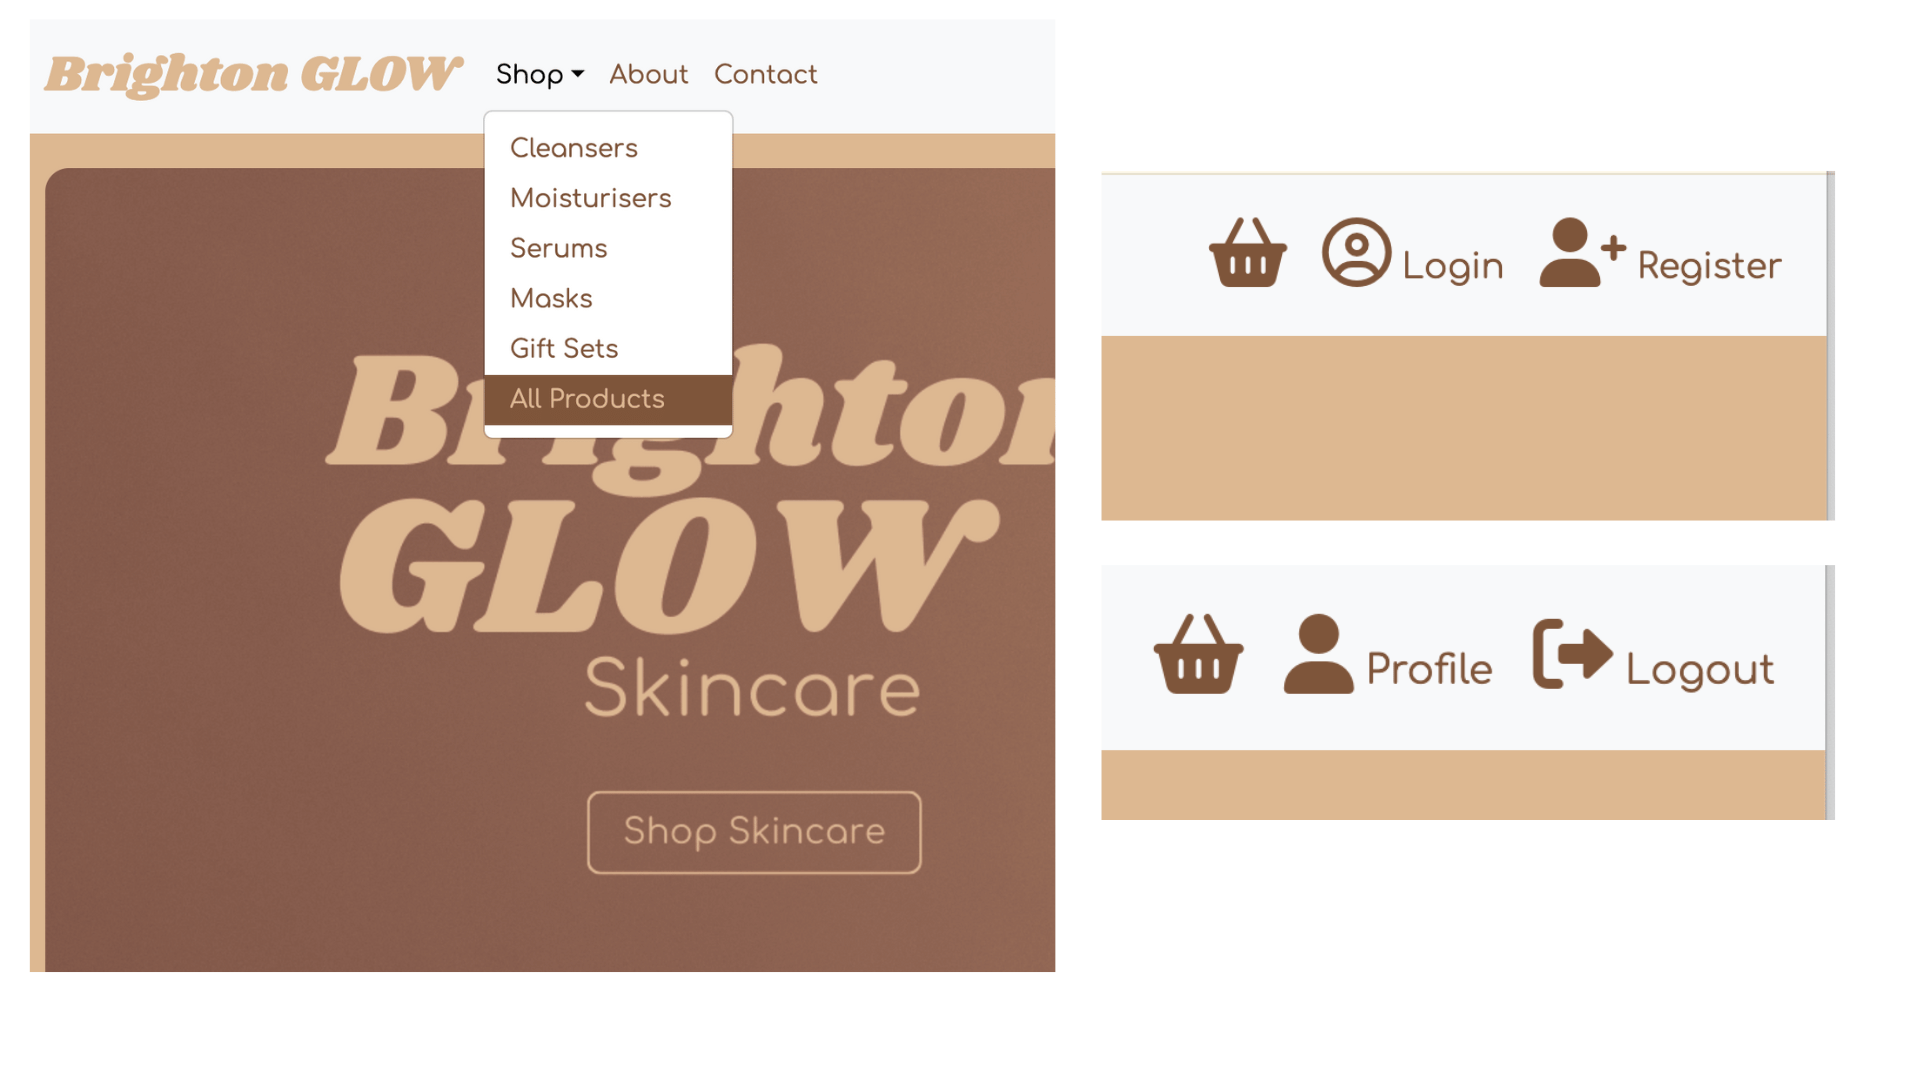 Brighton GLOW Shop About Contact
Cleansers
Moisturisers
Serums
Masks
Gift Sets
All Products
Brighton
GLOW
Skincare
Shop Skincare
Login Register
Profile Logout